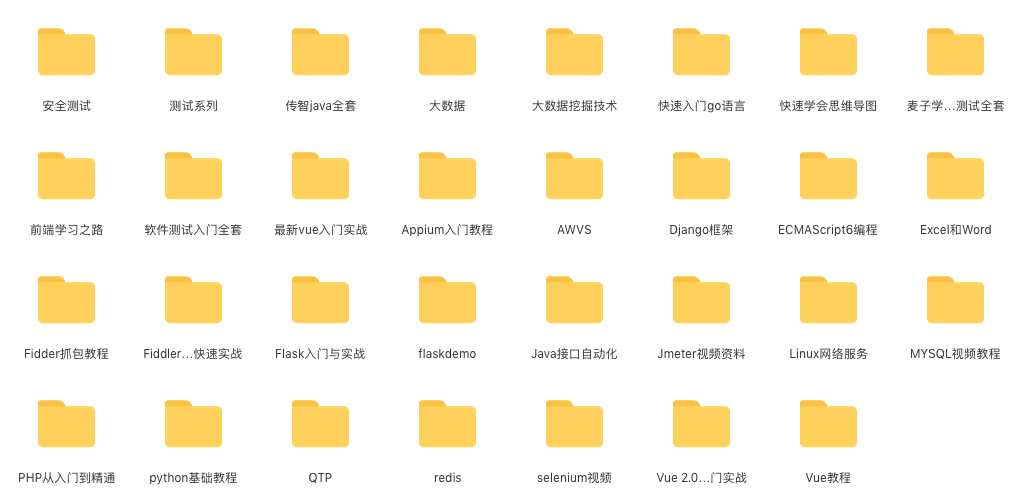 安全测试
测试系列
传智java全套
大数据
大数据挖掘技术
快速入门go语言
快速学会思维导图
麦子学...测试全套
前端学习之路
软件测试入门全套
最新vue入门实战
Appium入门教程
AWVS
Django框架
ECMAScript6编程
Excel和Word
Fidder抓包教程
Fiddler...快速实战
Flask入门与实战
flaskdemo
Java接口自动化
Jmeter视频资料
Linux网络服务
MYSQL视频教程
PHP从入门到精通
python基础教程
QTP
redis
selenium视频
Vue 2.0...门实战
Vue教程